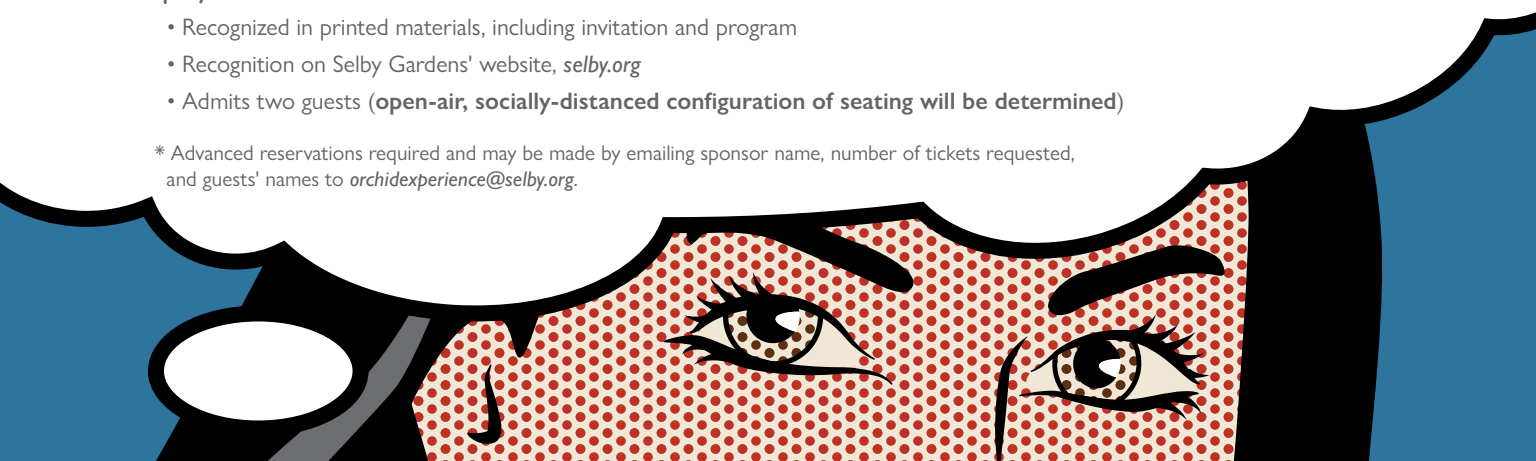 • Recognized in printed materials, including invitation and program
• Recognition on Selby Gardens' website, selby.org
• Admits two guests (open-air, socially-distanced configuration of seating will be determined)
* Advanced reservations required and may be made by emailing sponsor name, number of tickets requested,
and guests' names to orchidexperience@selby.org.